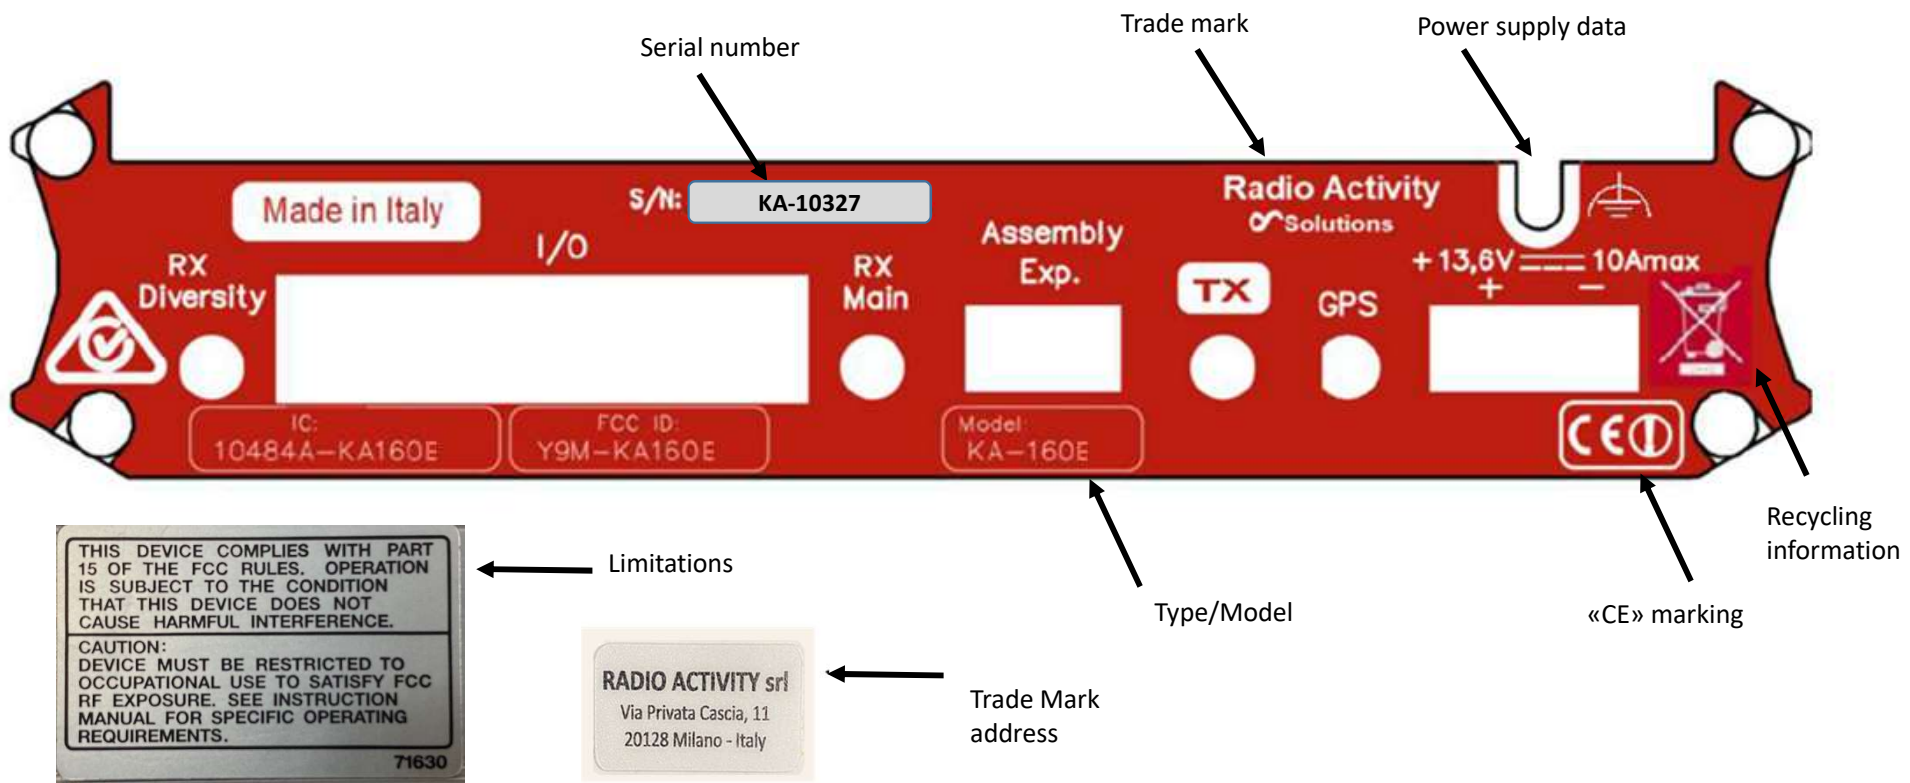 Serial number
Trade mark
Power supply data
Made in Italy
S/N: KA-10327
Radio Activity
Solutions
I/O
Assembly
Exp.
RX
Diversity
RX
Main
TX
GPS
+13,6V 10Amax
+ −
IC:
10484A-KA160E
FCC ID:
Y9M-KA160E
Model:
KA-160E
CE
Recycling
information
THIS DEVICE COMPLIES WITH PART
15 OF THE FCC RULES. OPERATION
IS SUBJECT TO THE CONDITION
THAT THIS DEVICE DOES NOT
CAUSE HARMFUL INTERFERENCE.
CAUTION:
DEVICE MUST BE RESTRICTED TO
OCCUPATIONAL USE TO SATISFY FCC
RF EXPOSURE. SEE INSTRUCTION
MANUAL FOR SPECIFIC OPERATING
REQUIREMENTS.
71630
Limitations
Type/Model
«CE» marking
RADIO ACTIVITY srl
Via Privata Cascia, 11
20128 Milano - Italy
Trade Mark
address